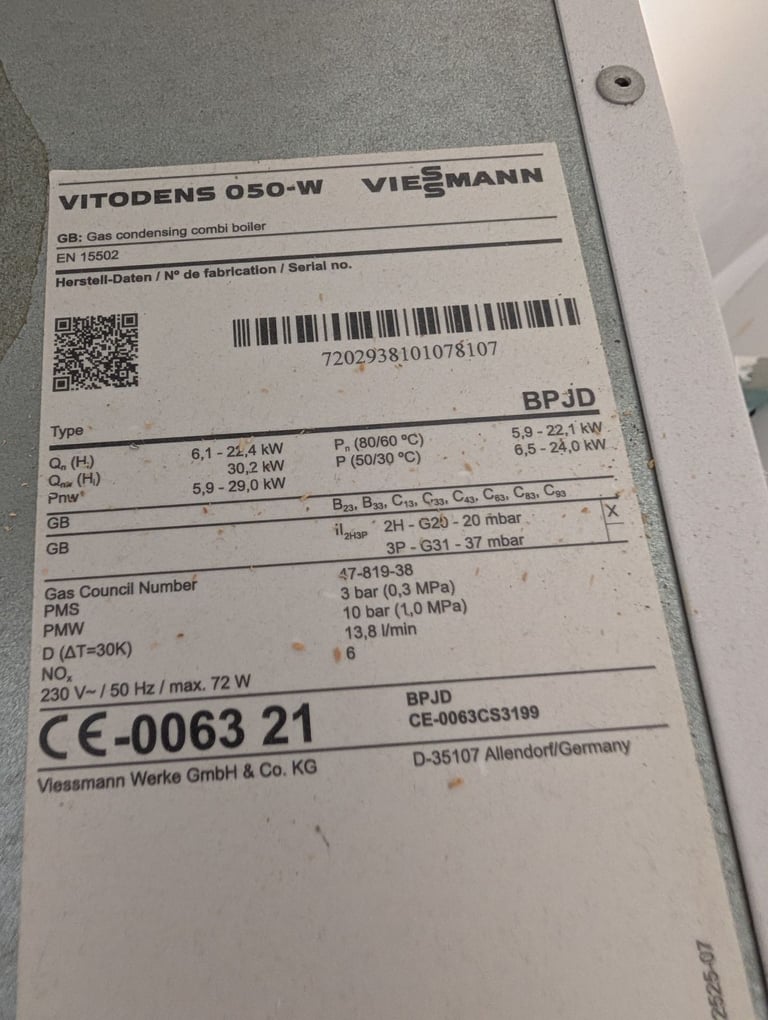 VITODENS 050-W VIESSMANN
GB: Gas condensing combi boiler
EN 15502
Herstell-Daten / N° de fabrication / Serial no.
7202938101078107
BPJD
Type
Qn (Hi) 6,1 - 22,4 kW Pn (80/60 °C) 5,9 - 22,1 kW
Qnw (Hi) 30,2 kW P (50/30 °C) 6,5 - 24,0 kW
Pnw 5,9 - 29,0 kW
GB B23, B33, C13, C33, C43, C63, C83, C93
GB II2H3P 2H - G20 - 20 mbar X
3P - G31 - 37 mbar
Gas Council Number 47-819-38
PMS 3 bar (0,3 MPa)
PMW 10 bar (1,0 MPa)
D (ΔT=30K) 13,8 l/min
NOx 6
230 V~ / 50 Hz / max. 72 W
CE-0063 21 BPJD
CE-0063CS3199
Viessmann Werke GmbH & Co. KG D-35107 Allendorf/Germany
2525-07